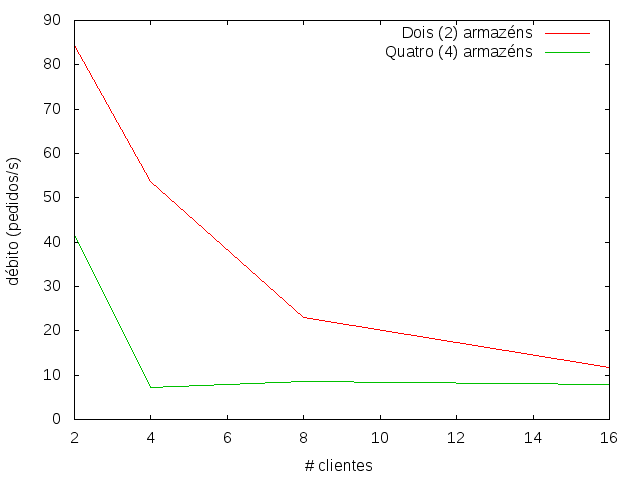 90
80
70
60
50
40
30
20
10
0
2 4 6 8 10 12 14 16
débito (pedidos/s)
# clientes
Dois (2) armazéns
Quatro (4) armazéns